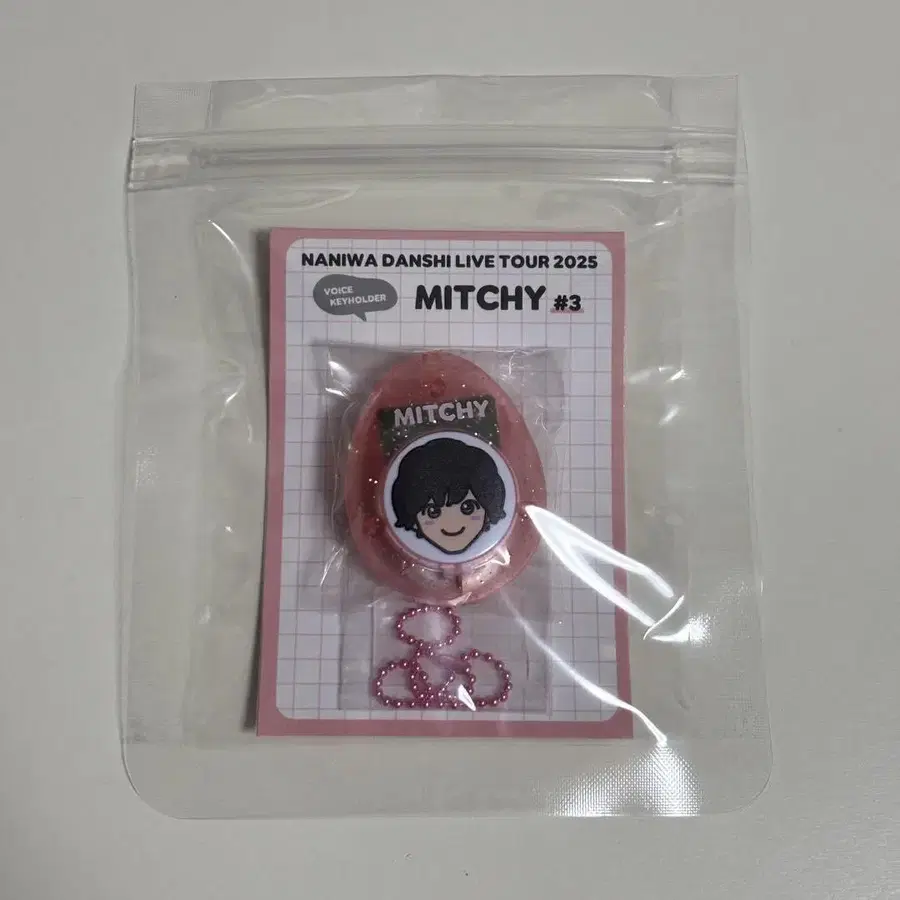 NANIWA DANSHI LIVE TOUR 2025
VOICE
KEYHOLDER
MITCHY #3
MITCHY